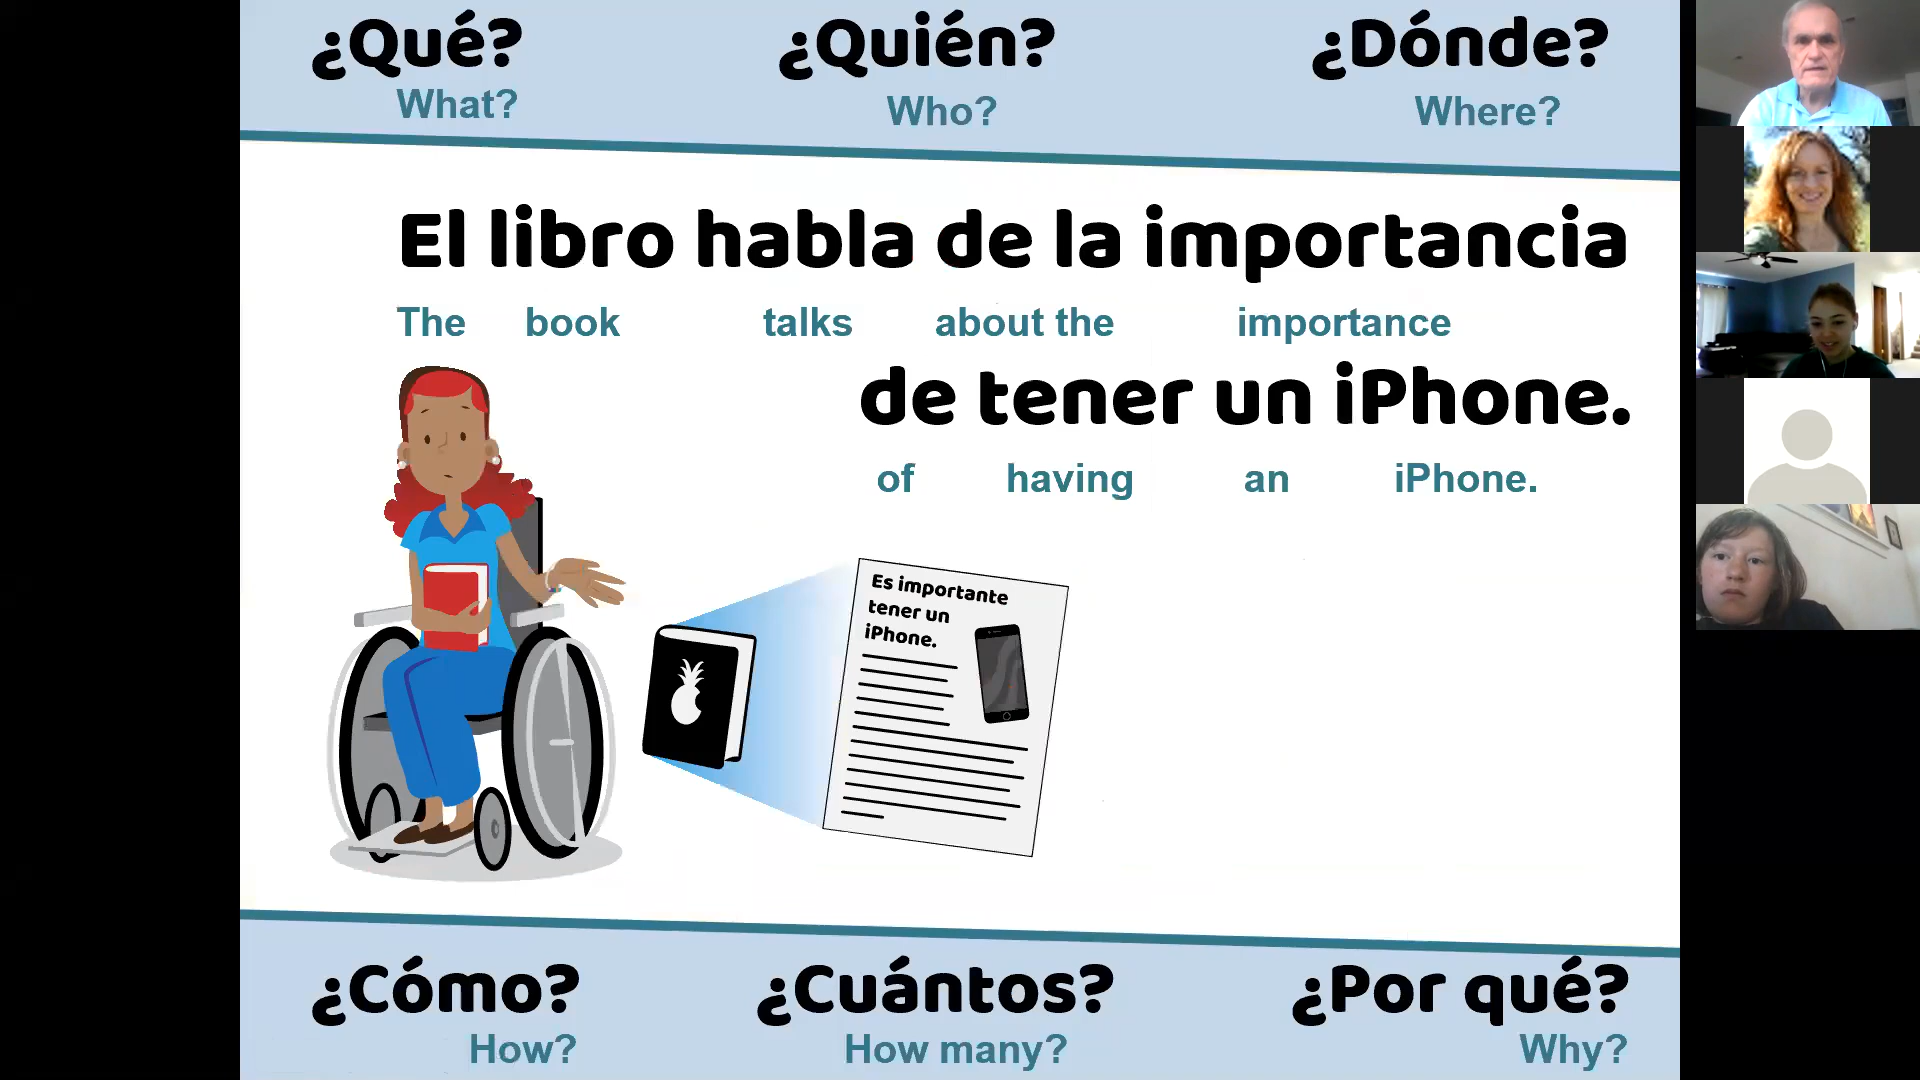 ¿Qué? ¿Quién? ¿Dónde?
What? Who? Where?
El libro habla de la importancia
The book talks about the importance
de tener un iPhone.
of having an iPhone.
Es importante
tener un
iPhone.
¿Cómo? ¿Cuántos? ¿Por qué?
How? How many? Why?